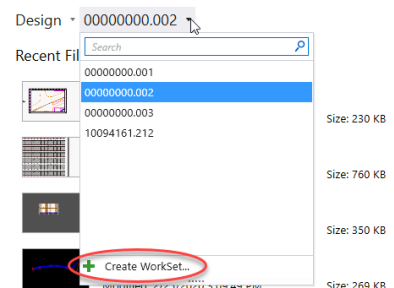 Design 00000000.002
Recent Fil
Search
00000000.001
00000000.002
00000000.003
10094161.212
Size: 230 KB
Size: 760 KB
Size: 350 KB
Create WorkSet...
Size: 269 KB